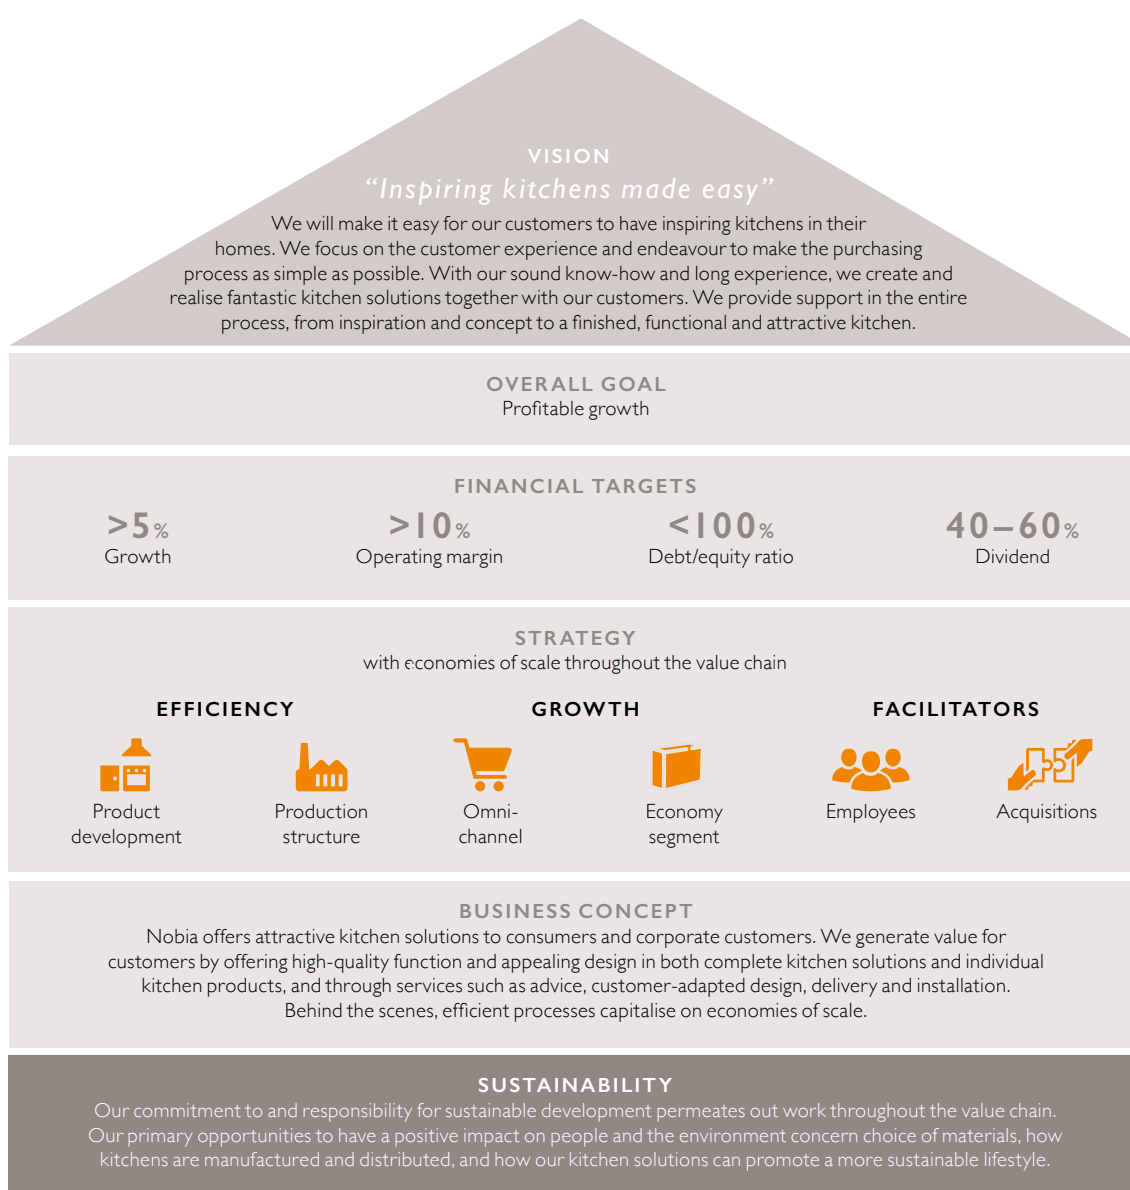 VISION
“Inspiring kitchens made easy”
We will make it easy for our customers to have inspiring kitchens in their
homes. We focus on the customer experience and endeavour to make the purchasing
process as simple as possible. With our sound know-how and long experience, we create and
realise fantastic kitchen solutions together with our customers. We provide support in the entire
process, from inspiration and concept to a finished, functional and attractive kitchen.
OVERALL GOAL
Profitable growth
FINANCIAL TARGETS
>5% >10% <100% 40–60%
Growth Operating margin Debt/equity ratio Dividend
STRATEGY
with economies of scale throughout the value chain
EFFICIENCY GROWTH FACILITATORS
Product Production Omni- Economy Employees Acquisitions
development structure channel segment
BUSINESS CONCEPT
Nobia offers attractive kitchen solutions to consumers and corporate customers. We generate value for
customers by offering high-quality function and appealing design in both complete kitchen solutions and individual
kitchen products, and through services such as advice, customer-adapted design, delivery and installation.
Behind the scenes, efficient processes capitalise on economies of scale.
SUSTAINABILITY
Our commitment to and responsibility for sustainable development permeates out work throughout the value chain.
Our primary opportunities to have a positive impact on people and the environment concern choice of materials, how
kitchens are manufactured and distributed, and how our kitchen solutions can promote a more sustainable lifestyle.